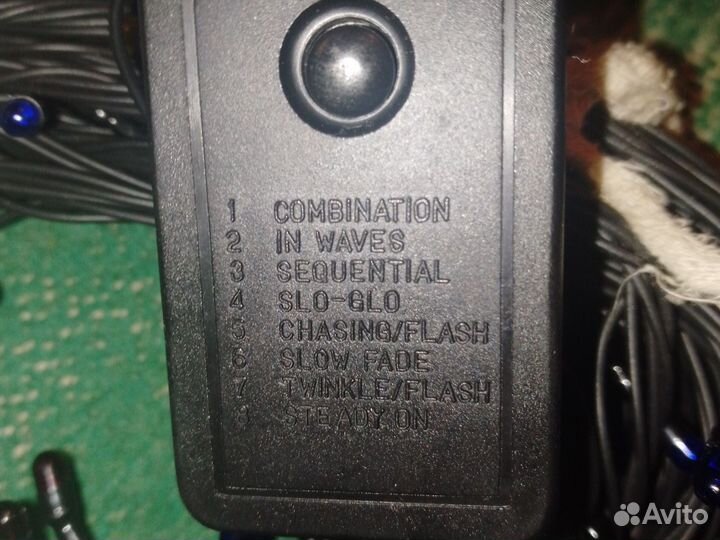 1 COMBINATION
2 IN WAVES
3 SEQUENTIAL
4 SLO-GLO
5 CHASING/FLASH
6 SLOW FADE
7 TWINKLE/FLASH
8 STEADY ON
Avito